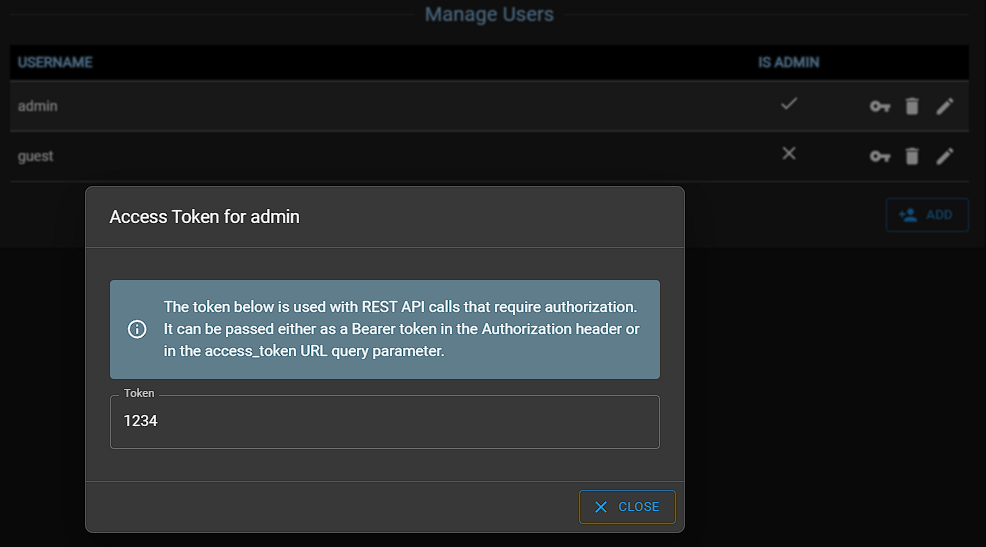 Manage Users
USERNAME IS ADMIN
admin
guest
ADD
Access Token for admin
The token below is used with REST API calls that require authorization.
It can be passed either as a Bearer token in the Authorization header or
in the access_token URL query parameter.
Token
1234
CLOSE